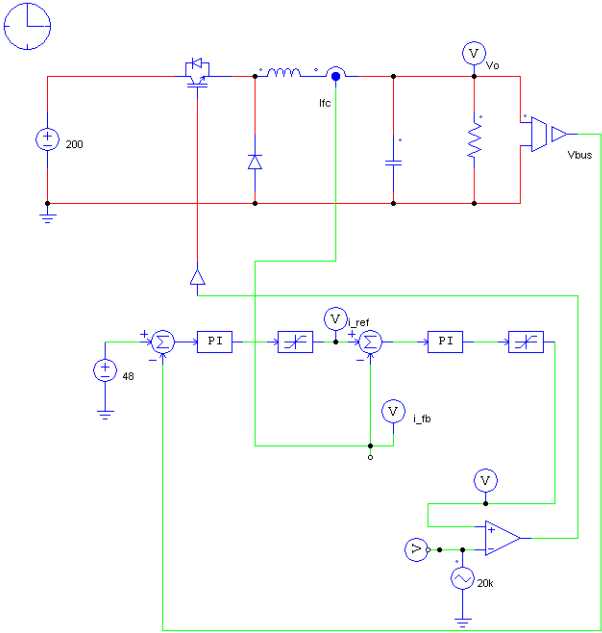 V
Vo
Ifc
200
Vbus
V
i_ref
+
Σ
PI
+
Σ
PI
−
−
48
V
i_fb
V
+
V
−
20k